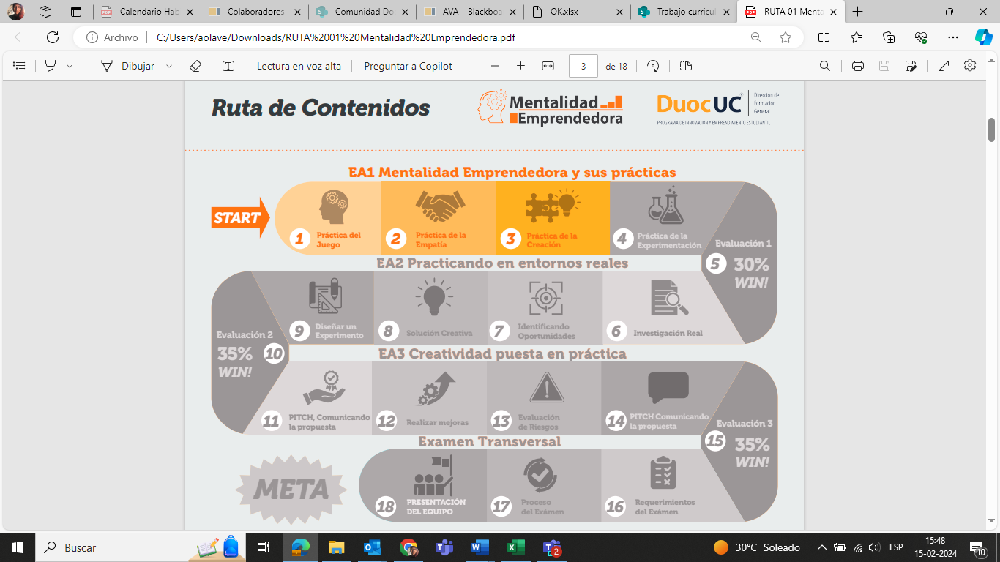 Calendario Hab
Colaboradores -
Comunidad Do
AVA – Blackboa
OK.xlsx
Trabajo curricul
RUTA 01 Menta
Archivo
C:/Users/aolave/Downloads/RUTA%2001%20Mentalidad%20Emprendedora.pdf
Dibujar
Lectura en voz alta
Preguntar a Copilot
3
de 18
Ruta de Contenidos
Mentalidad
Emprendedora
Duoc UC
Dirección de
Formación
General
PROGRAMA DE INNOVACIÓN Y EMPRENDIMIENTO ESTUDIANTIL
EA1 Mentalidad Emprendedora y sus prácticas
START
1 Práctica del
Juego
2 Práctica de la
Empatía
3 Práctica de la
Creación
4 Práctica de la
Experimentación
Evaluación 1
5 30%
WIN!
EA2 Practicando en entornos reales
9 Diseñar un
Experimento
8 Solución Creativa
7 Identificando
Oportunidades
6 Investigación Real
Evaluación 2
35% 10
WIN!
EA3 Creatividad puesta en práctica
11 PITCH, Comunicando
la propuesta
12 Realizar mejoras
13 Evaluación
de Riesgos
14 PITCH Comunicando
la propuesta
Evaluación 3
15 35%
WIN!
Examen Transversal
META
18 PRESENTACIÓN
DEL EQUIPO
17 Proceso
del Exámen
16 Requerimientos
del Exámen
Buscar
2
30°C Soleado
ESP
15:48
15-02-2024
10